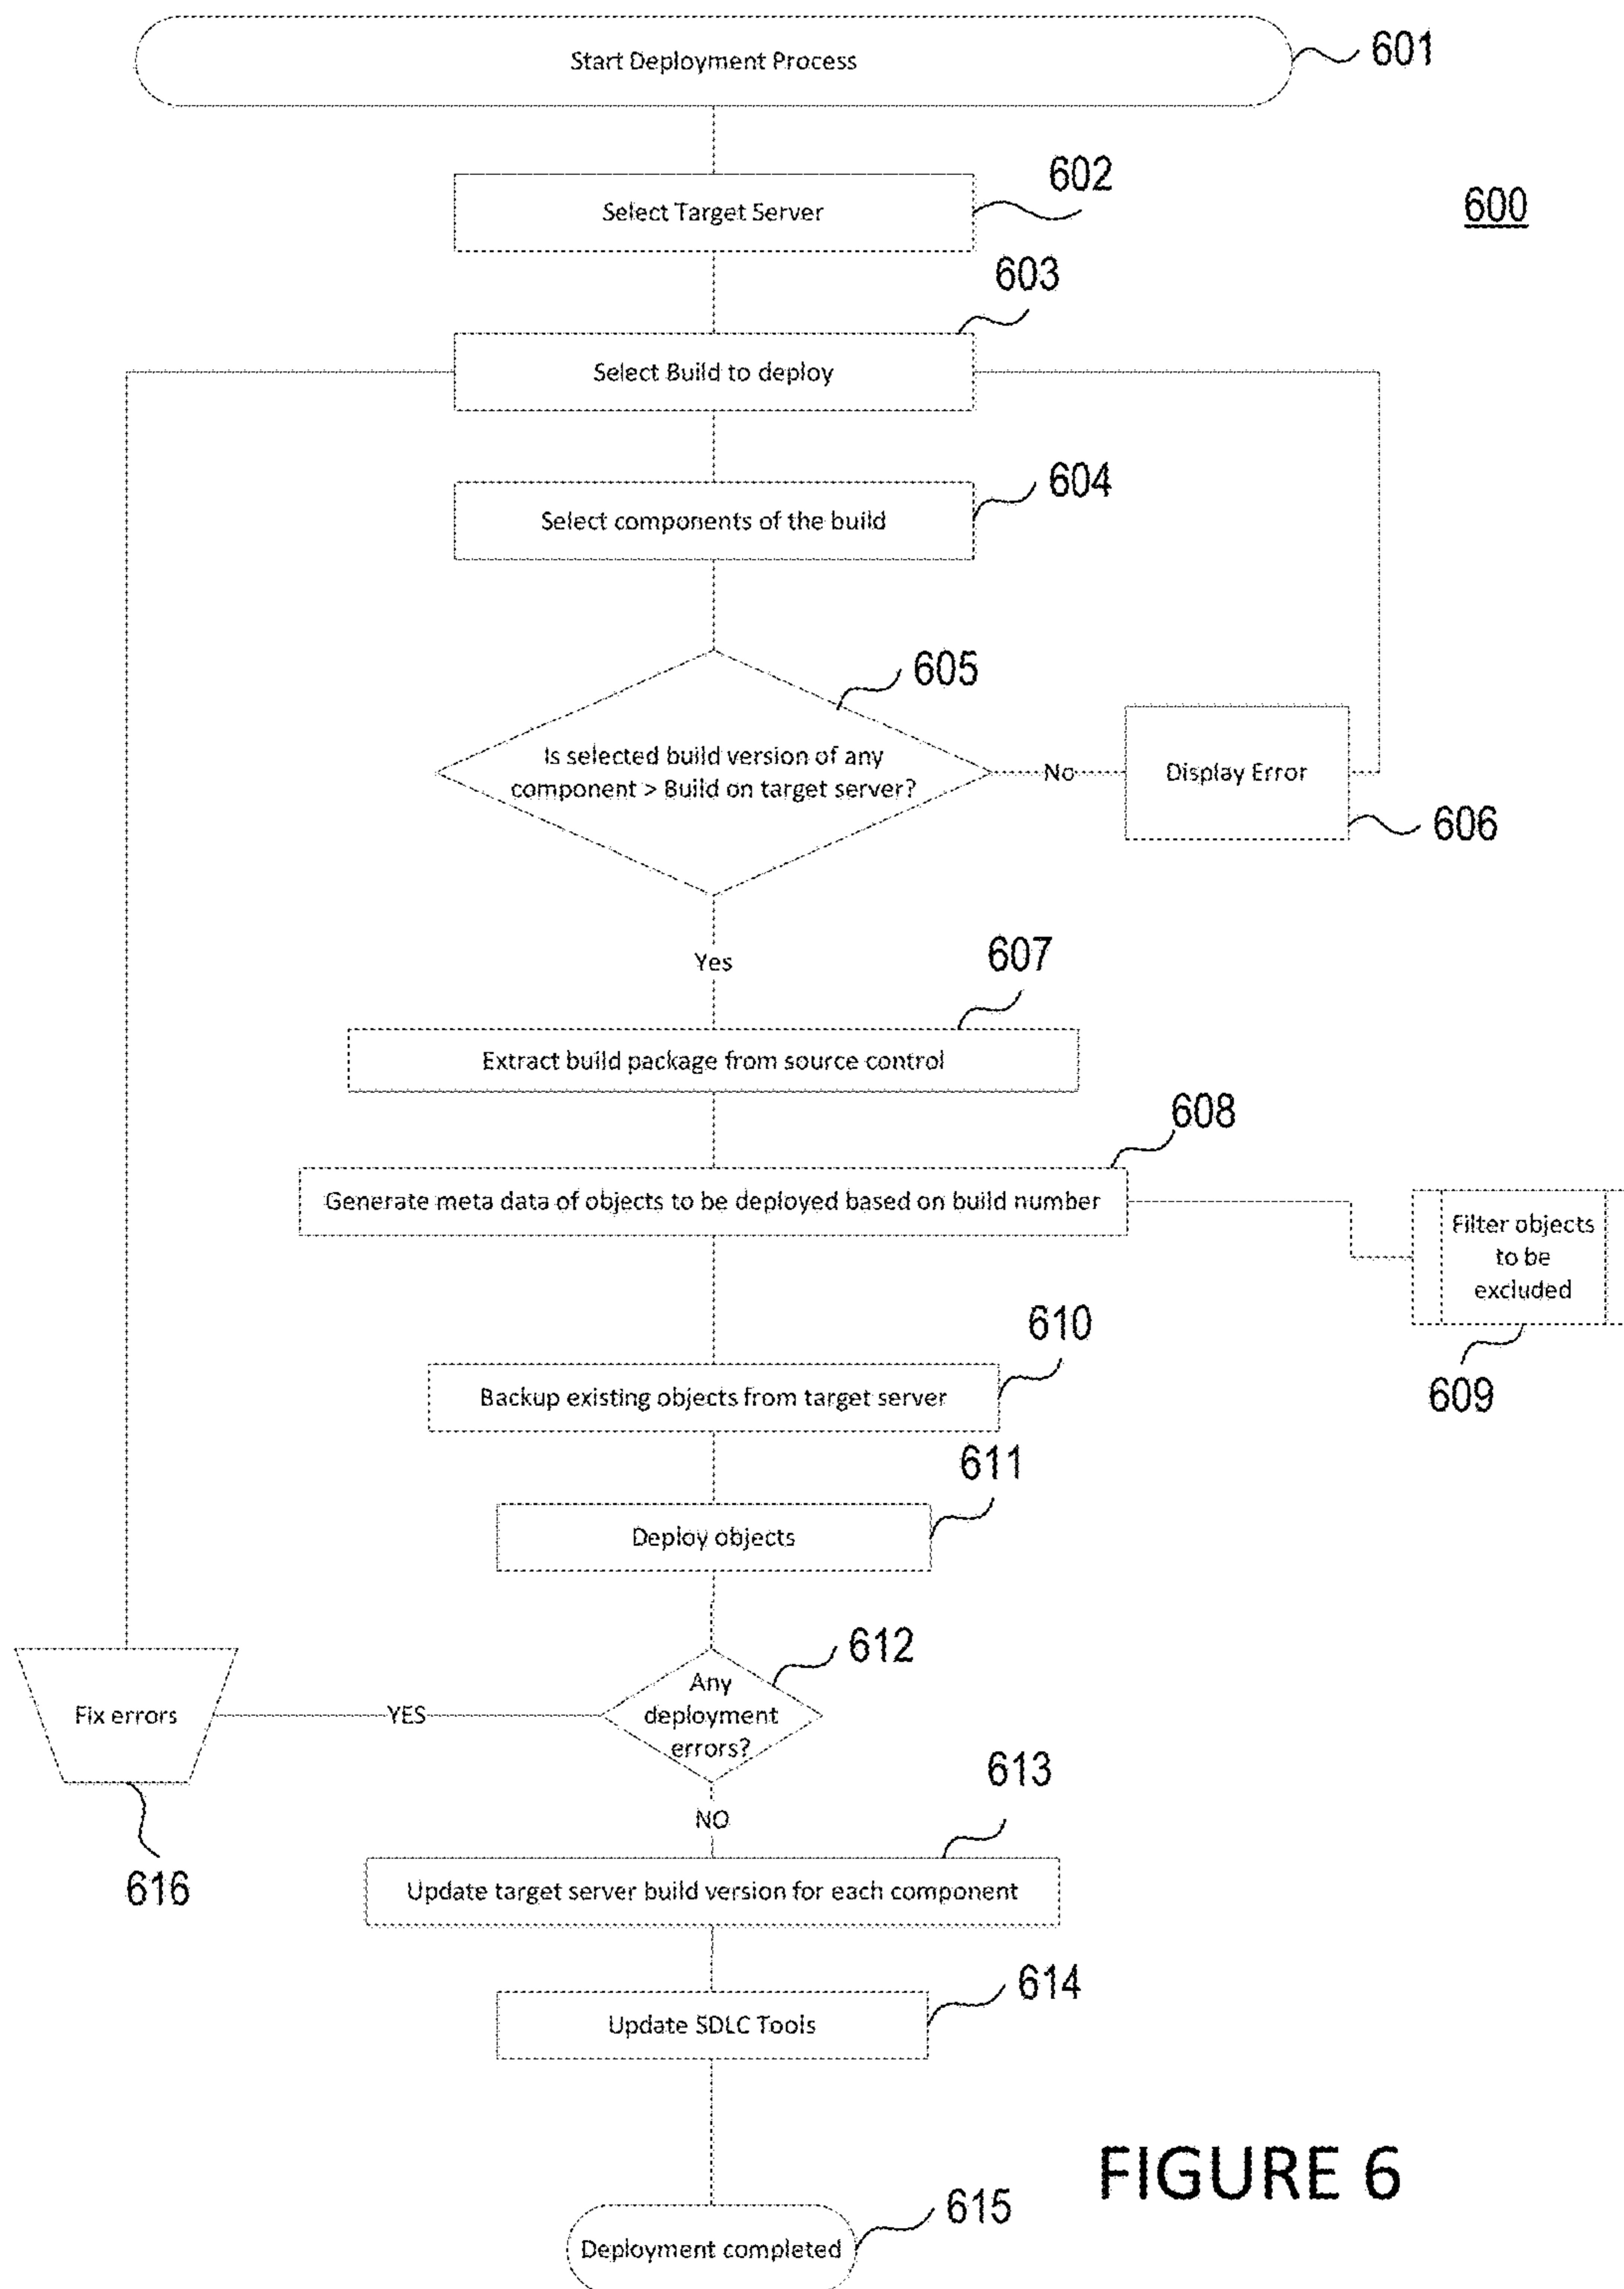 Start Deployment Process
601
602
Select Target Server
600
603
Select Build to deploy
604
Select components of the build
605
Is selected build version of any
component > Build on target server?
No
Display Error
606
Yes
607
Extract build package from source control
608
Generate meta data of objects to be deployed based on build number
Filter objects
to be
excluded
609
610
Backup existing objects from target server
611
Deploy objects
612
Any
deployment
errors?
YES
Fix errors
616
NO
613
Update target server build version for each component
614
Update SDLC Tools
615
Deployment completed
FIGURE 6